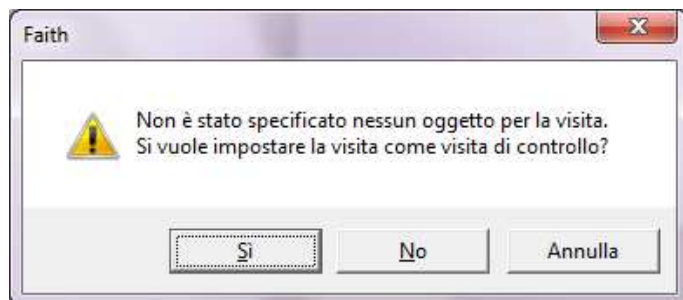 Faith
Non è stato specificato nessun oggetto per la visita.
Si vuole impostare la visita come visita di controllo?
Sì
No
Annulla